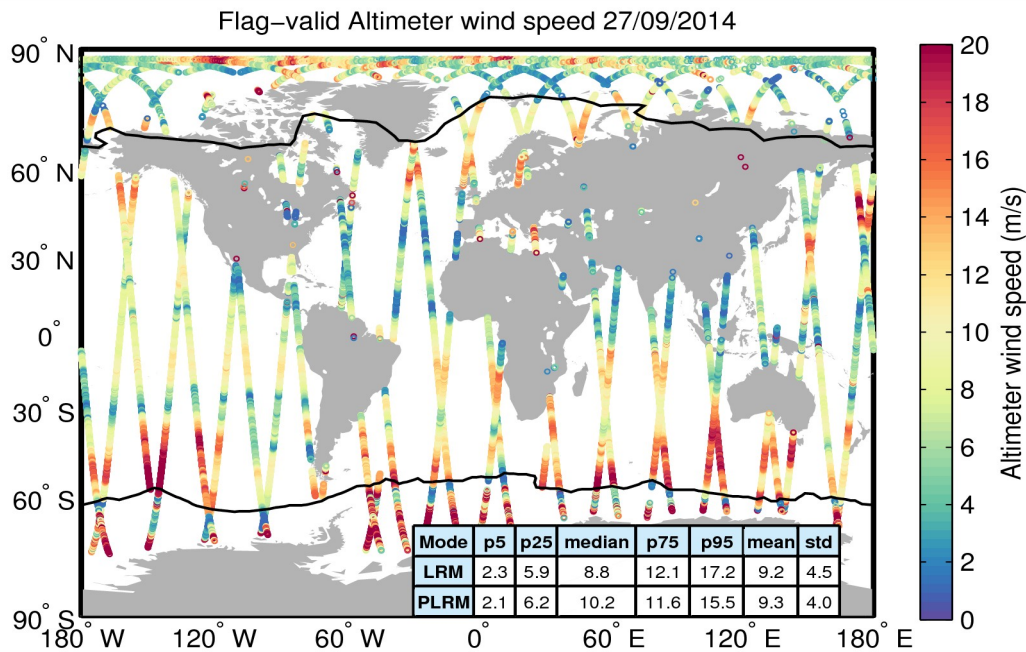 Flag−valid Altimeter wind speed 27/09/2014
90° N
60° N
30° N
0°
30° S
60° S
90° S
180° W
120° W
60° W
0°
60° E
120° E
180° E
Mode p5 p25 median p75 p95 mean std
LRM 2.3 5.9 8.8 12.1 17.2 9.2 4.5
PLRM 2.1 6.2 10.2 11.6 15.5 9.3 4.0
20
18
16
14
12
10
8
6
4
2
0
Altimeter wind speed (m/s)